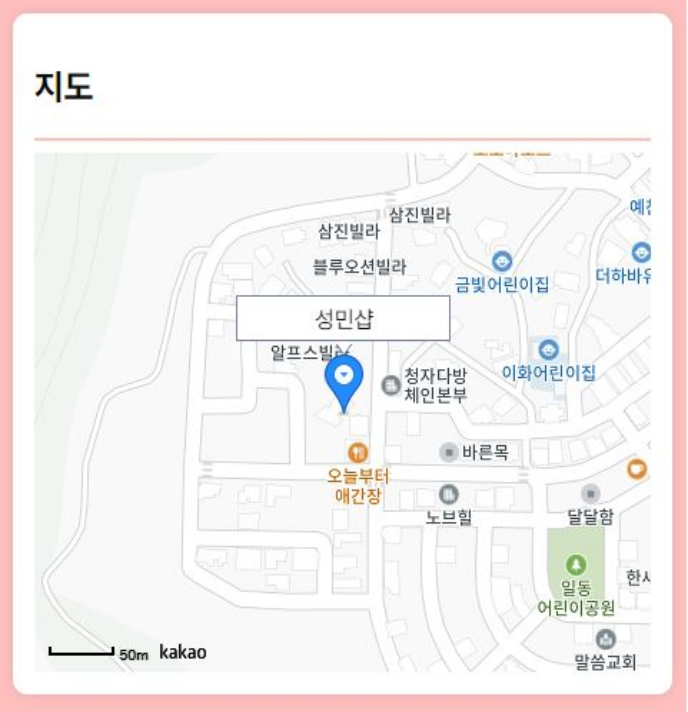 지도
예
삼진빌라
삼진빌라
블루오션빌라
금빛어린이집
더하바유
성민샵
알프스빌
이화어린이집
청자다방
체인본부
바른목
오늘부터
애간장
노브힐
달달함
일동
어린이공원
한
말씀교회
50m kakao